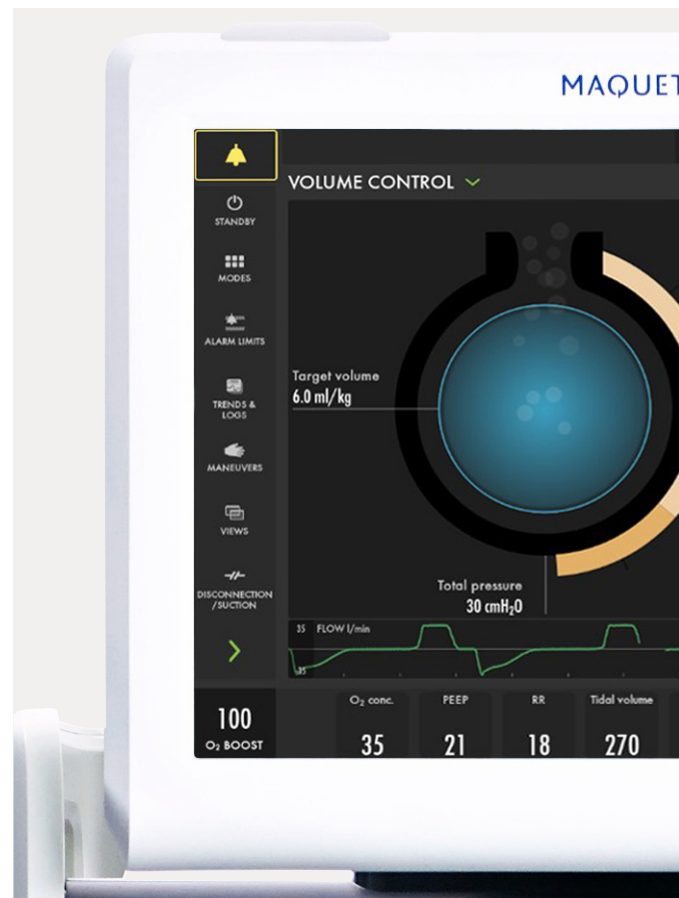 MAQUET
VOLUME CONTROL
STANDBY
MODES
ALARM LIMITS
TRENDS &
LOGS
MANEUVERS
VIEWS
DISCONNECTION
/SUCTION
Target volume
6.0 ml/kg
Total pressure
30 cmH₂O
35 FLOW l/min
-35
100
O₂ BOOST
O₂ conc.
35
PEEP
21
RR
18
Tidal volume
270